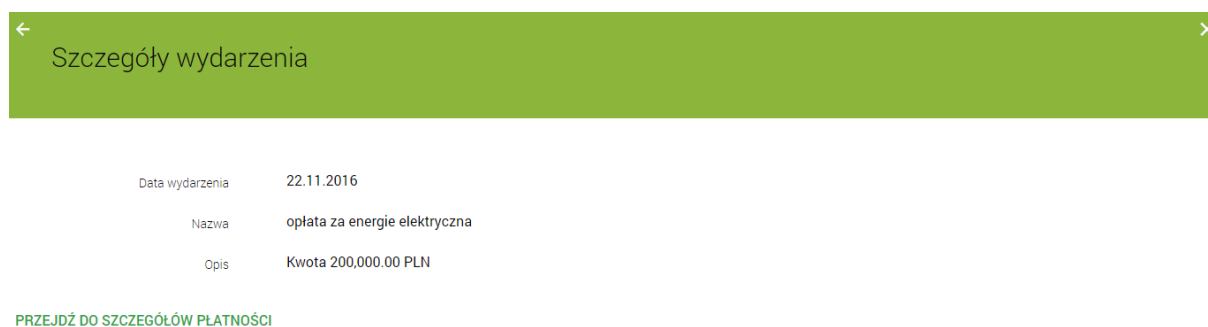 Szczegóły wydarzenia
Data wydarzenia 22.11.2016
Nazwa opłata za energie elektryczna
Opis Kwota 200,000.00 PLN
PRZEJDŹ DO SZCZEGÓŁÓW PŁATNOŚCI